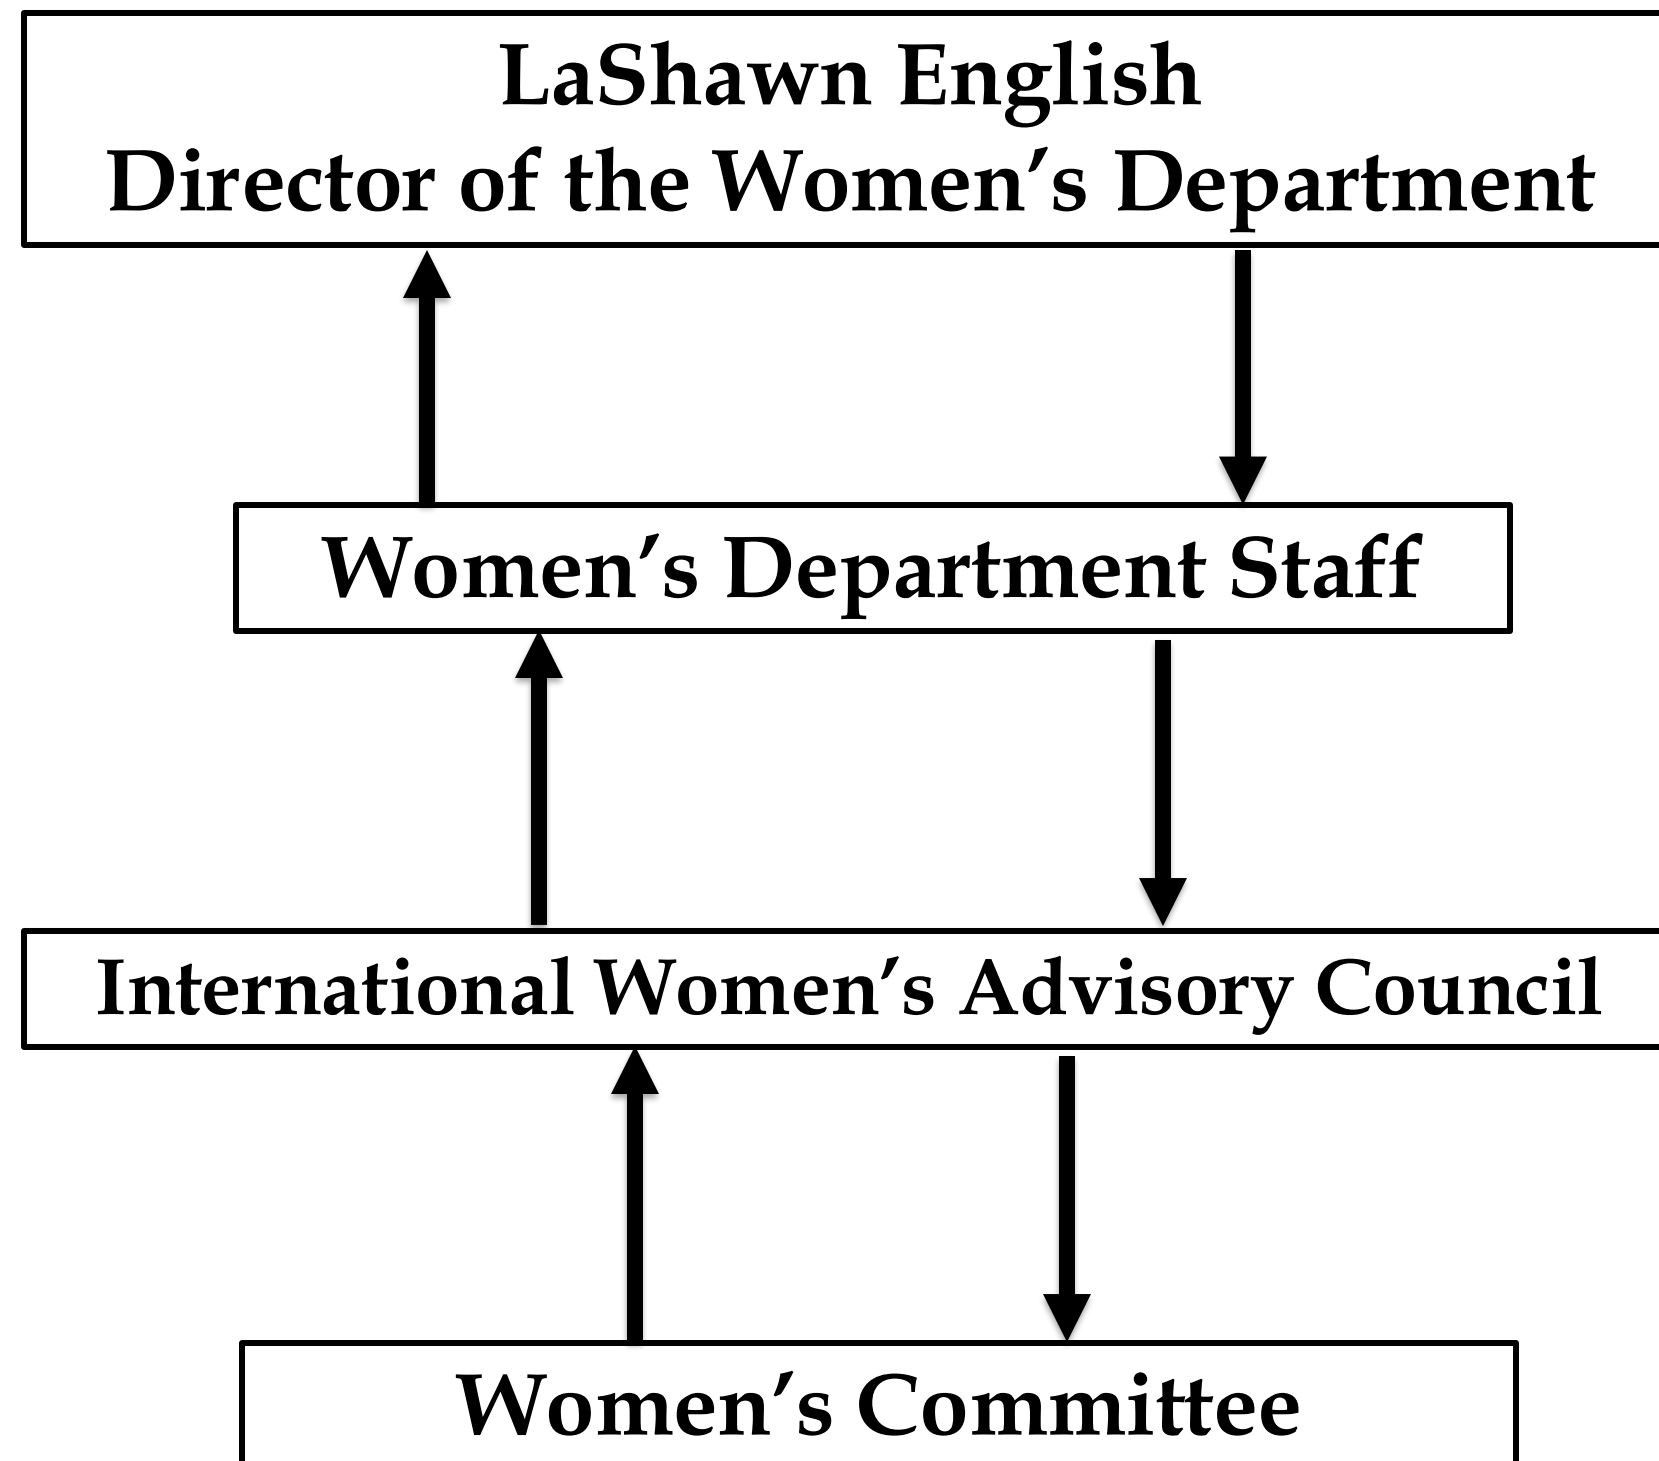 LaShawn English
Director of the Women’s Department
Women’s Department Staff
International Women’s Advisory Council
Women’s Committee